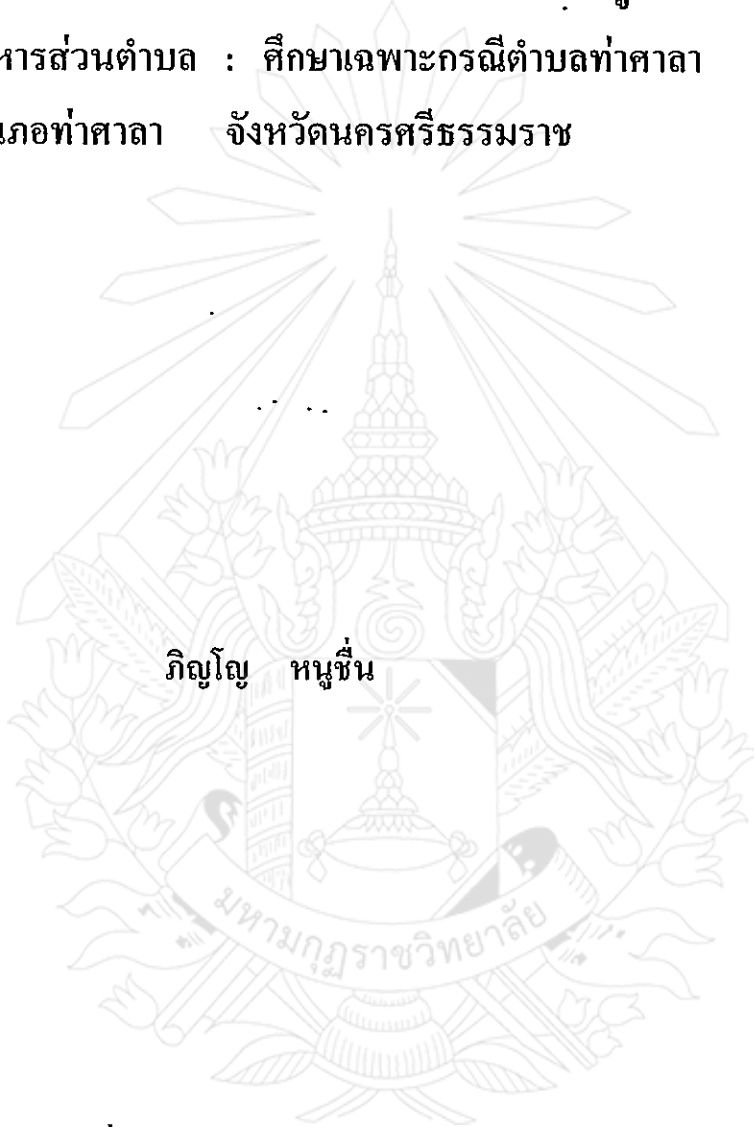 หารส่วนตำบล : ศึกษาเฉพาะกรณีตำบลท่าศาลา
เภอท่าศาลา จังหวัดนครศรีธรรมราช
ภิญโญ หนูชื่น
มหามกุฏราชวิทยาลัย